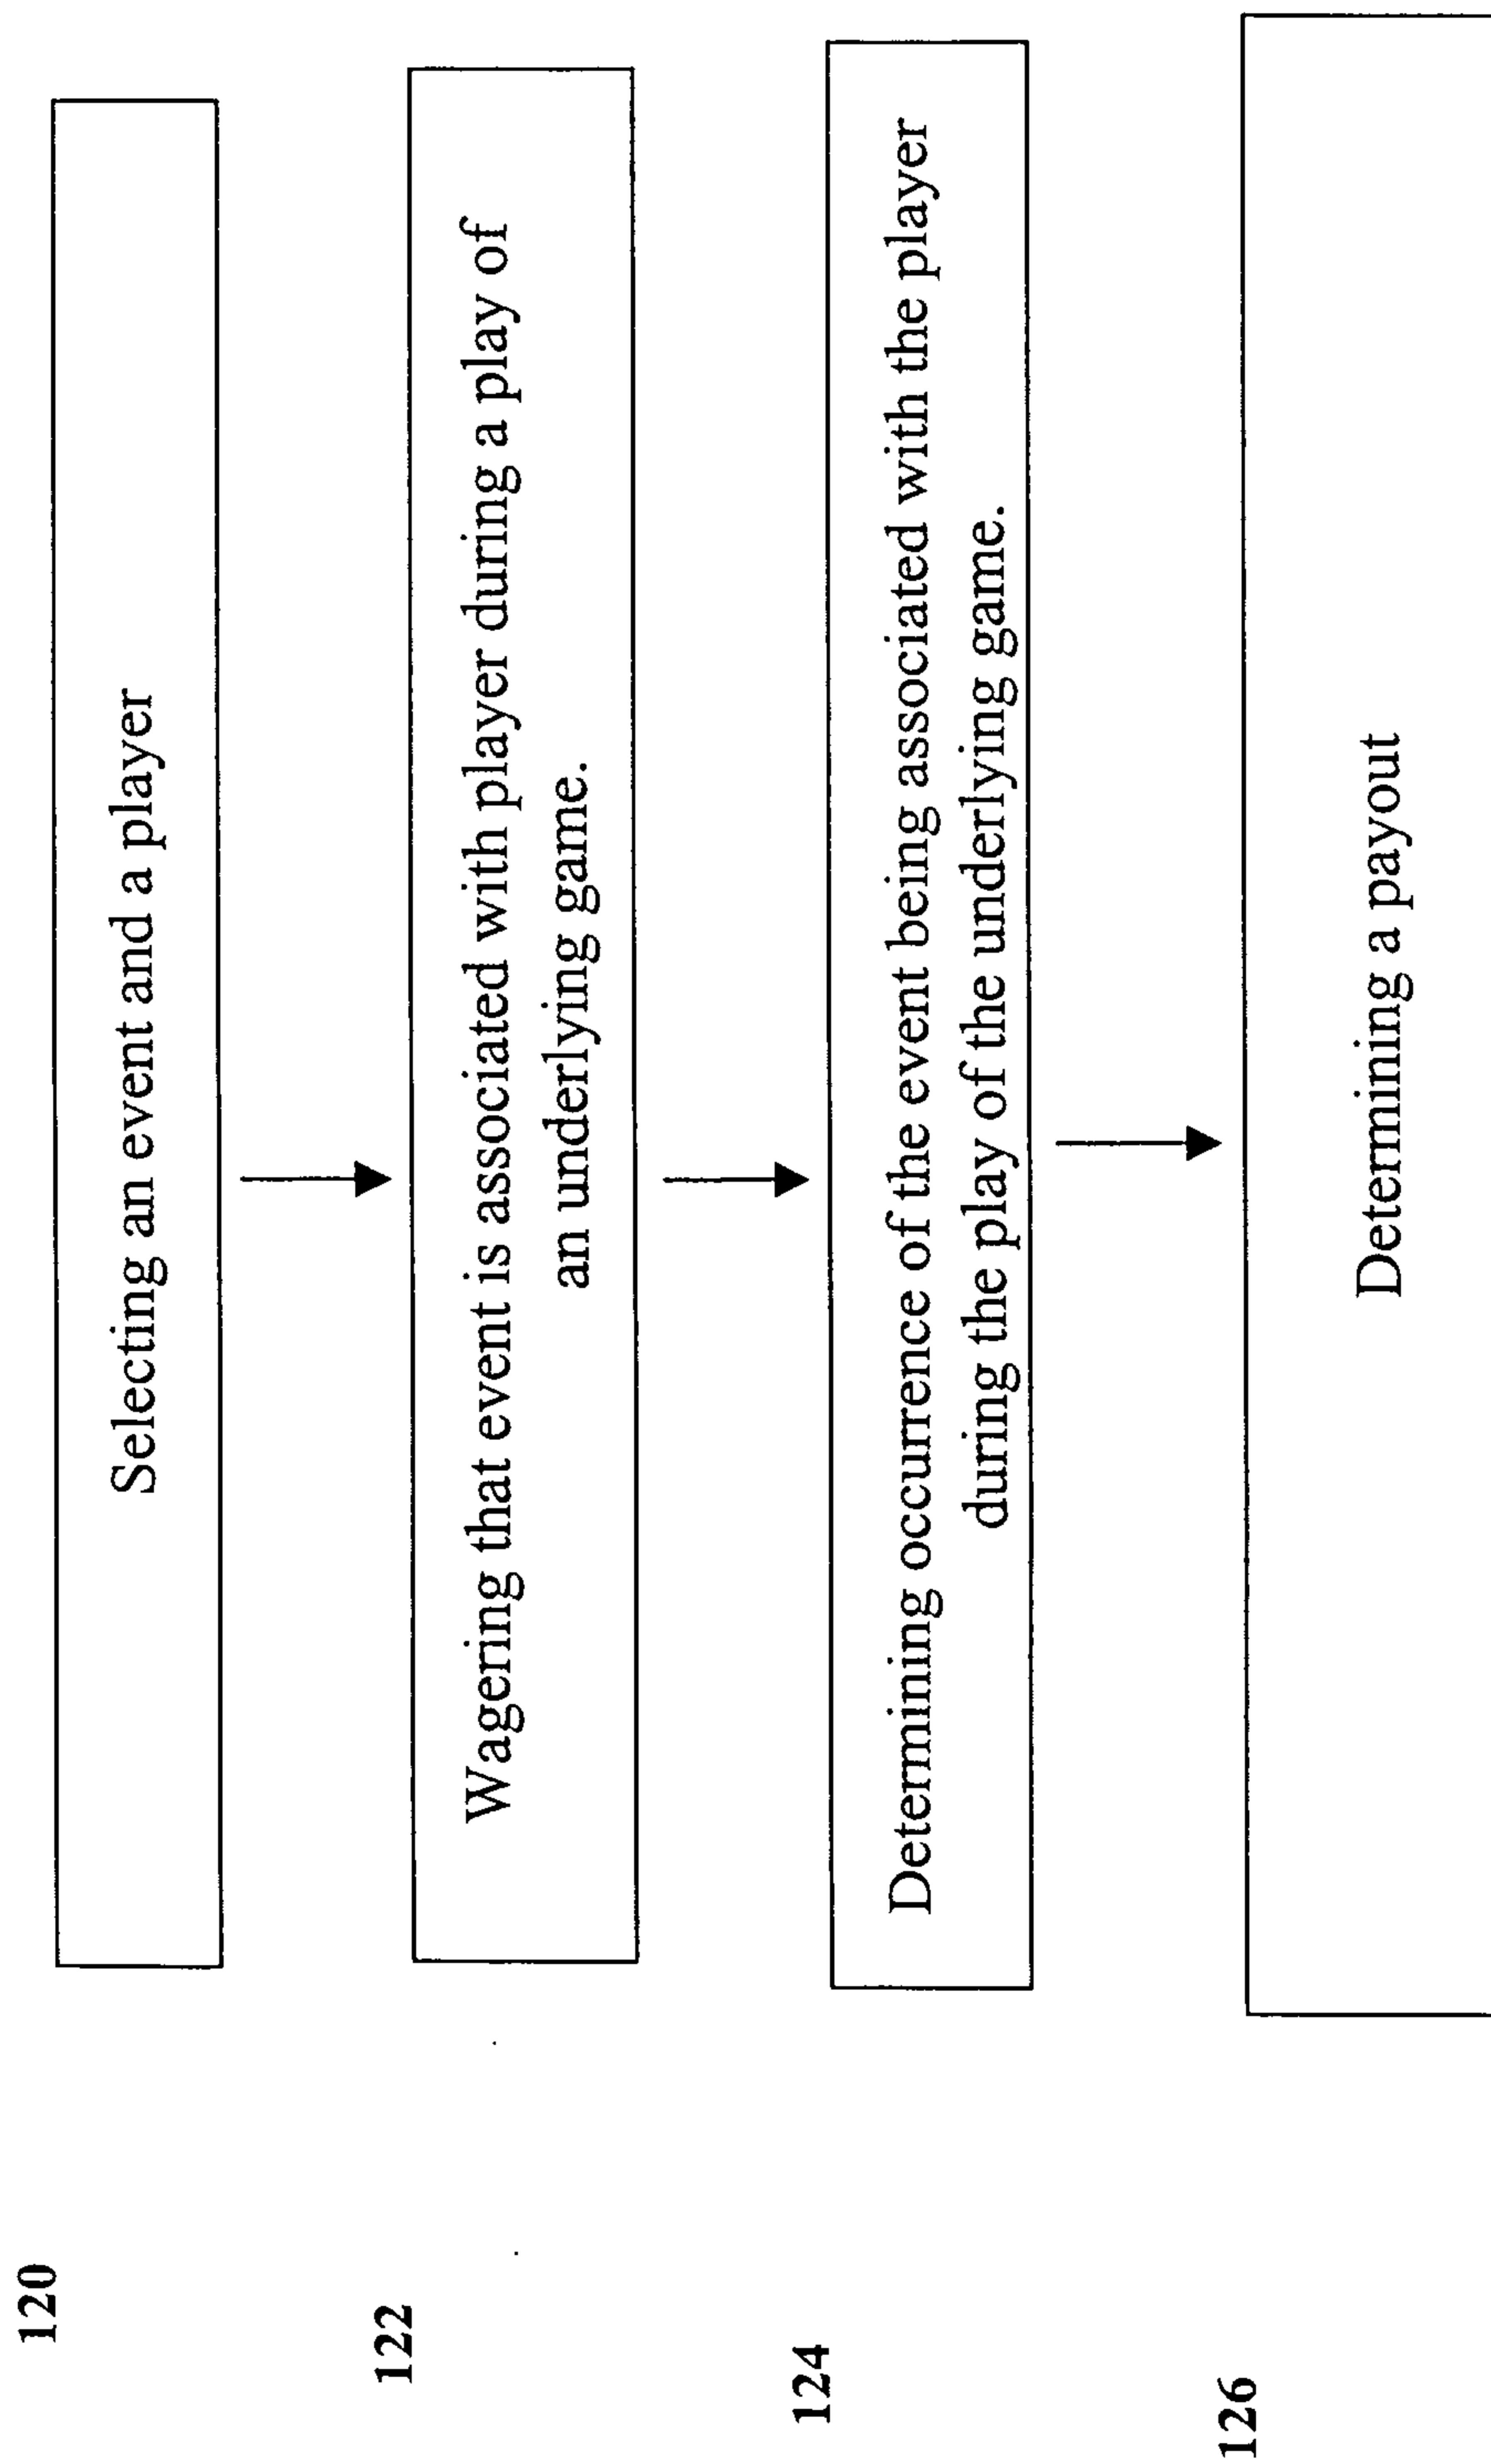 120
Selecting an event and a player
122
Wagering that event is associated with player during a play of
an underlying game.
124
Determining occurrence of the event being associated with the player
during the play of the underlying game.
126
Determining a payout